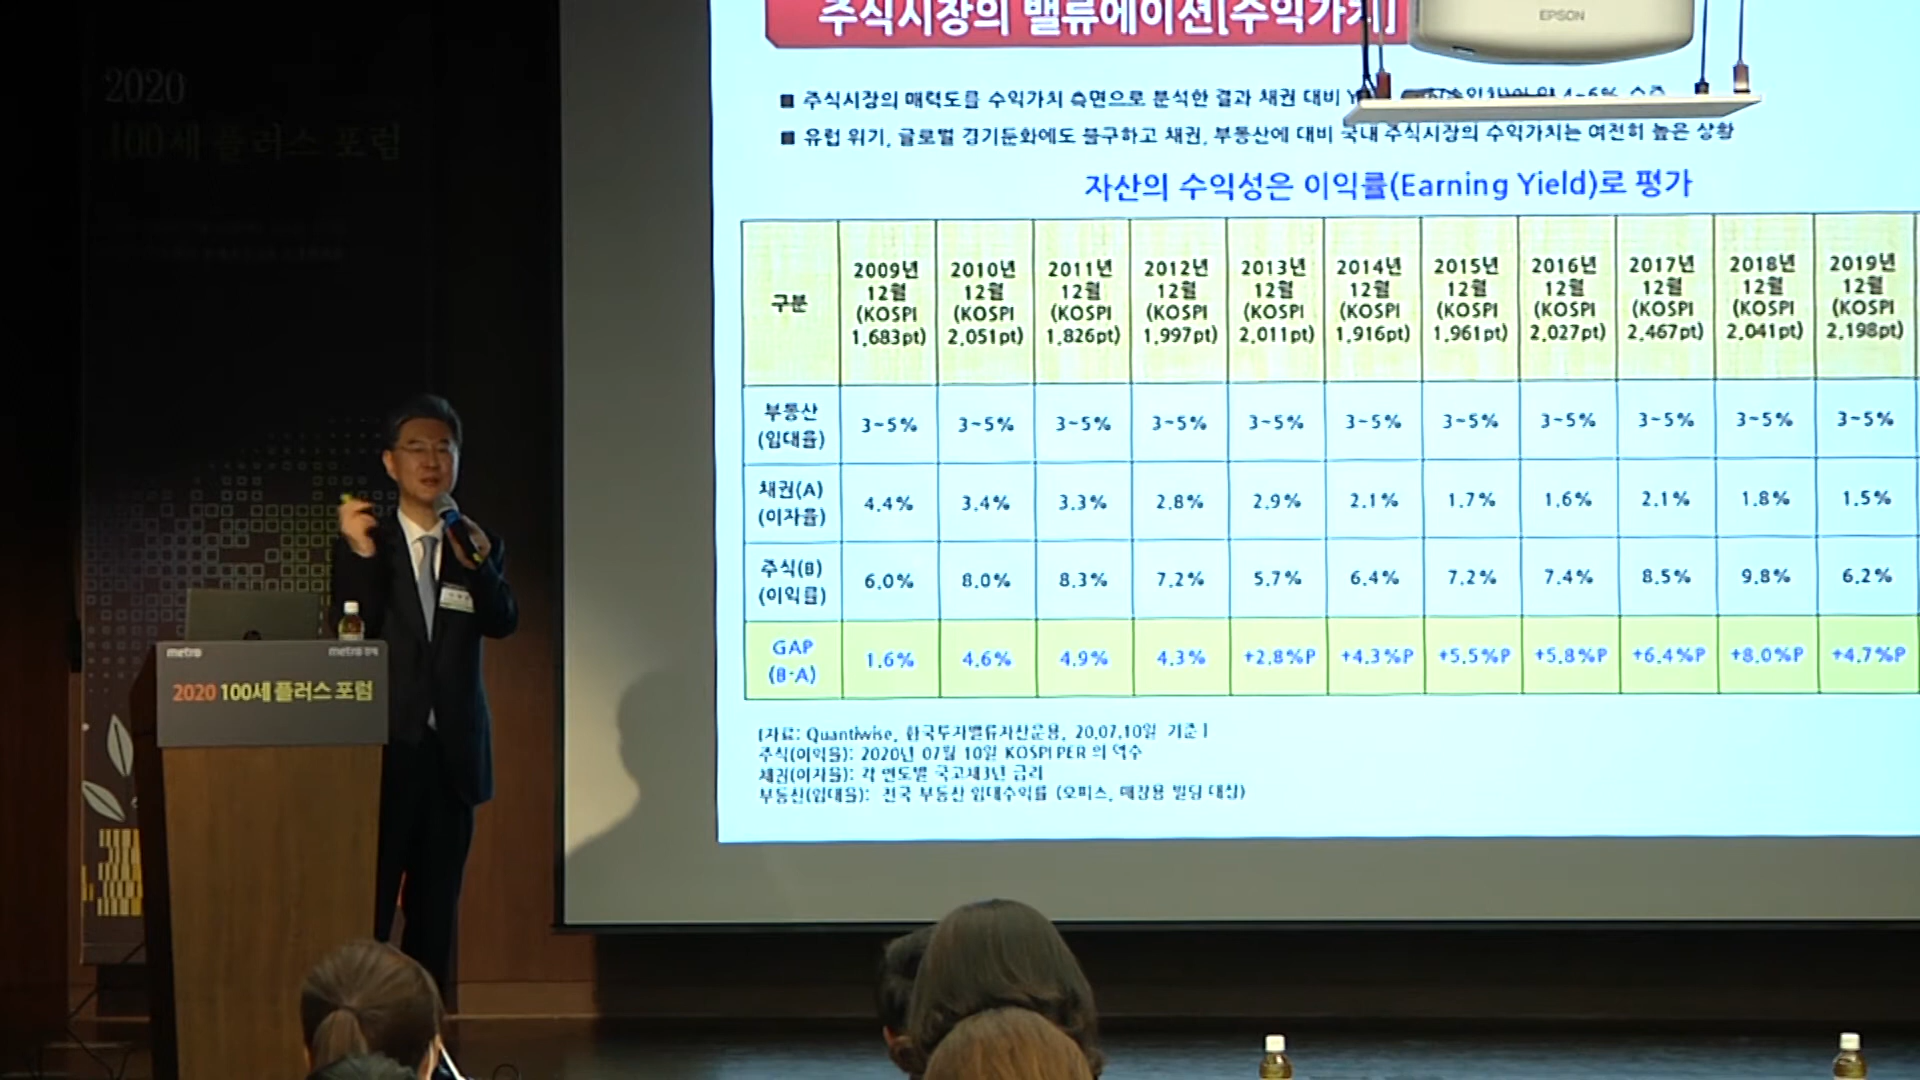 2020
100세 플러스 포럼
주식시장의 밸류에이션[수익가치]
EPSON
■ 주식시장의 매력도를 수익가치 측면으로 분석한 결과 채권 대비 4~6% 수준
■ 유럽 위기, 글로벌 경기둔화에도 불구하고 채권, 부동산에 대비 국내 주식시장의 수익가치는 여전히 높은 상황
자산의 수익성은 이익률(Earning Yield)로 평가
구분 2009년 12월 (KOSPI 1,683pt) 2010년 12월 (KOSPI 2,051pt) 2011년 12월 (KOSPI 1,826pt) 2012년 12월 (KOSPI 1,997pt) 2013년 12월 (KOSPI 2,011pt) 2014년 12월 (KOSPI 1,916pt) 2015년 12월 (KOSPI 1,961pt) 2016년 12월 (KOSPI 2,027pt) 2017년 12월 (KOSPI 2,467pt) 2018년 12월 (KOSPI 2,041pt) 2019년 12월 (KOSPI 2,198pt)
부동산 (임대율) 3~5% 3~5% 3~5% 3~5% 3~5% 3~5% 3~5% 3~5% 3~5% 3~5% 3~5%
채권(A) (이자율) 4.4% 3.4% 3.3% 2.8% 2.9% 2.1% 1.7% 1.6% 2.1% 1.8% 1.5%
주식(B) (이익률) 6.0% 8.0% 8.3% 7.2% 5.7% 6.4% 7.2% 7.4% 8.5% 9.8% 6.2%
GAP (B-A) 1.6% 4.6% 4.9% 4.3% +2.8%P +4.3%P +5.5%P +5.8%P +6.4%P +8.0%P +4.7%P
[자료: Quantiwise, 한국투자밸류자산운용, 20.07.10일 기준]
주식(이익율): 2020년 07월 10일 KOSPI PER 의 역수
채권(이자율): 각 연도별 국고채3년 금리
부동산(임대율): 전국 부동산 임대수익률 (오피스, 매장용 빌딩 대상)
metro metro경제
2020 100세 플러스 포럼